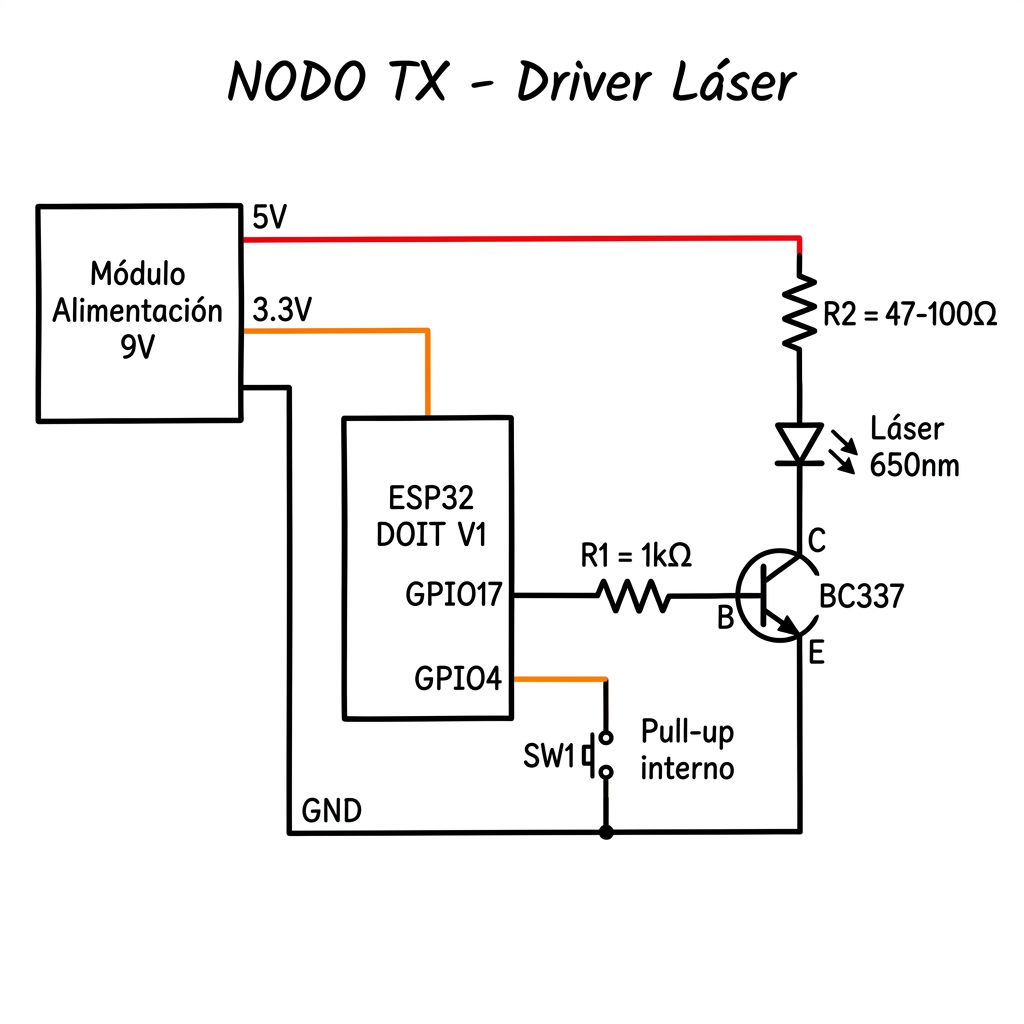 NODO TX - Driver Láser
5V
Módulo
Alimentación
9V
3.3V
R2 = 47-100Ω
Láser
650nm
ESP32
DOIT V1
GPIO17
R1 = 1kΩ
C
B
BC337
E
GPIO4
SW1
Pull-up
interno
GND